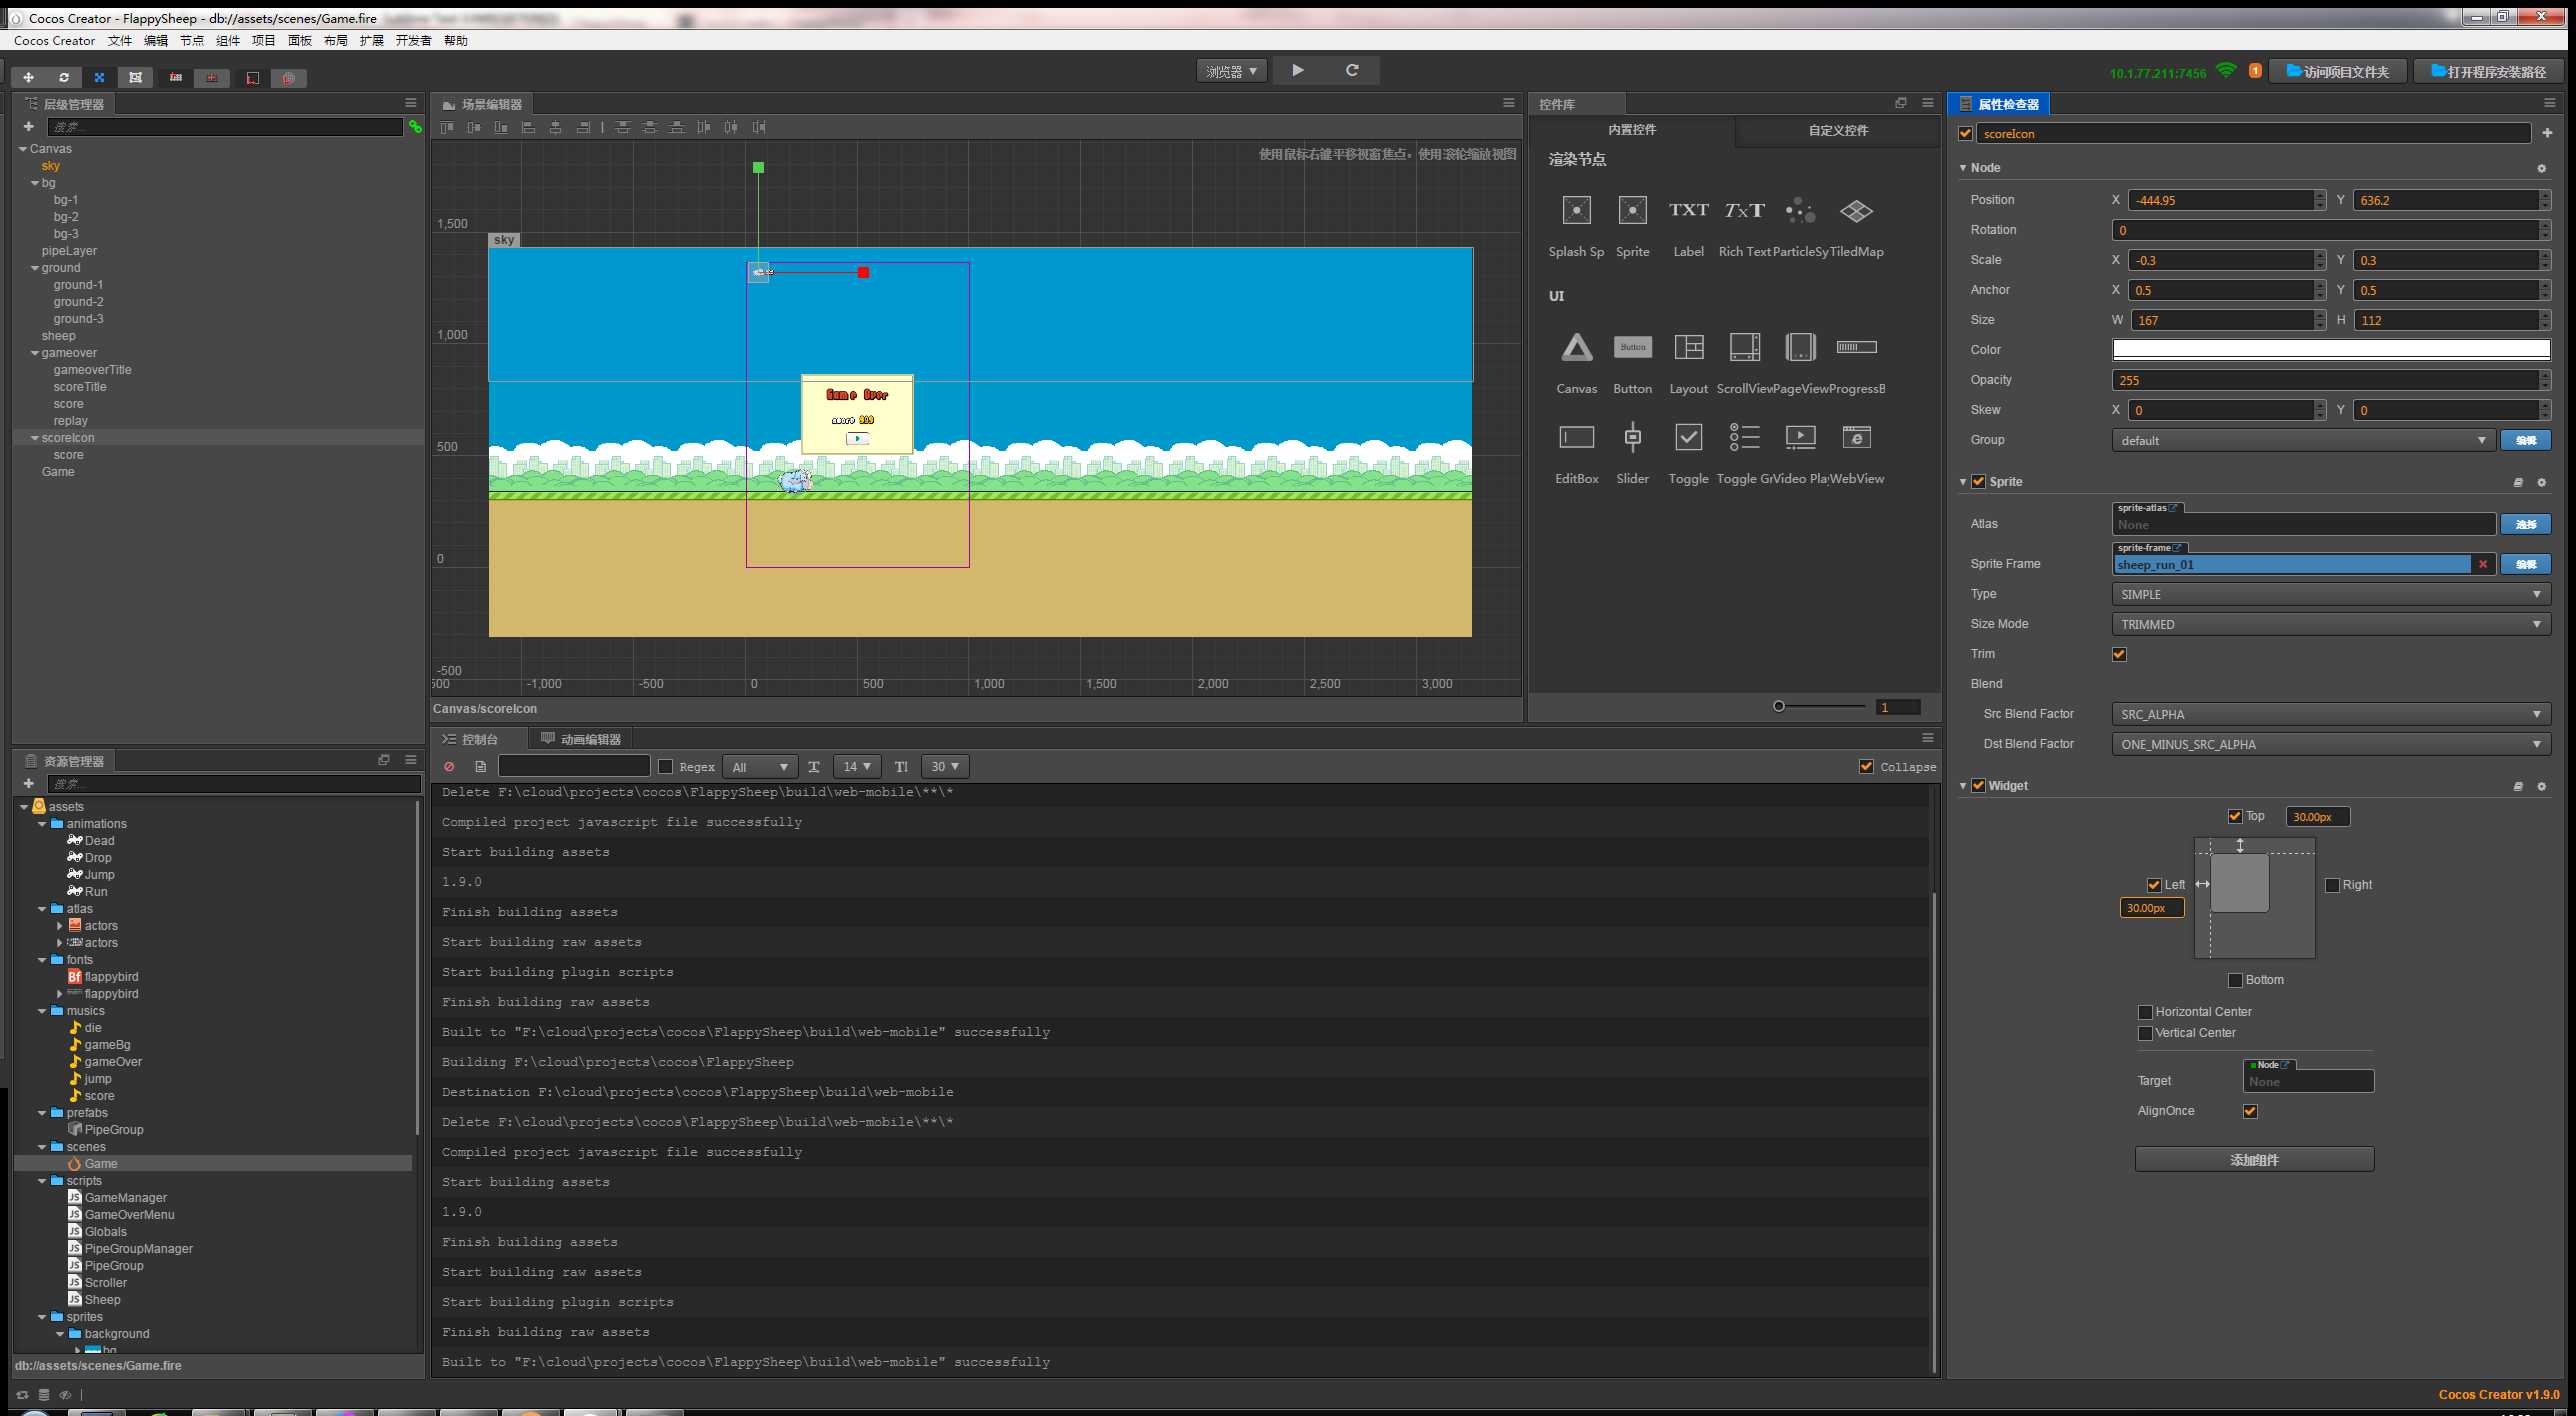 Cocos Creator - FlappySheep - db://assets/scenes/Game.fire
Cocos Creator 文件 编辑 节点 组件 项目 面板 布局 扩展 开发者 帮助
浏览器
10.1.77.211:7456
1
访问项目文件夹
打开程序安装路径
层级管理器
搜索...
Canvas
sky
bg
bg-1
bg-2
bg-3
pipeLayer
ground
ground-1
ground-2
ground-3
sheep
gameover
gameoverTitle
scoreTitle
score
replay
scoreIcon
score
Game
资源管理器
搜索...
assets
animations
Dead
Drop
Jump
Run
atlas
actors
actors
fonts
flappybird
flappybird
musics
die
gameBg
gameOver
jump
score
prefabs
PipeGroup
scenes
Game
scripts
GameManager
GameOverMenu
Globals
PipeGroupManager
PipeGroup
Scroller
Sheep
sprites
background
bg
db://assets/scenes/Game.fire
场景编辑器
使用鼠标右键平移视窗焦点，使用滚轮缩放视图
1,500
sky
1,000
Game Over
score 999
500
0
-500
500 -1,000 -500 0 500 1,000 1,500 2,000 2,500 3,000
Canvas/scoreIcon
控制台 动画编辑器
Regex All 14 30 Collapse
Delete F:\cloud\projects\cocos\FlappySheep\build\web-mobile\**\*
Compiled project javascript file successfully
Start building assets
1.9.0
Finish building assets
Start building raw assets
Start building plugin scripts
Finish building raw assets
Built to "F:\cloud\projects\cocos\FlappySheep\build\web-mobile" successfully
Building F:\cloud\projects\cocos\FlappySheep
Destination F:\cloud\projects\cocos\FlappySheep\build\web-mobile
Delete F:\cloud\projects\cocos\FlappySheep\build\web-mobile\**\*
Compiled project javascript file successfully
Start building assets
1.9.0
Finish building assets
Start building raw assets
Start building plugin scripts
Finish building raw assets
Built to "F:\cloud\projects\cocos\FlappySheep\build\web-mobile" successfully
控件库
内置控件 自定义控件
渲染节点
TXT TxT
Splash Sp Sprite Label Rich Text ParticleSy TiledMap
UI
Button
Canvas Button Layout ScrollView PageView ProgressB
EditBox Slider Toggle Toggle Gr Video Play WebView
1
属性检查器
scoreIcon
Node
Position X -444.95 Y 636.2
Rotation 0
Scale X -0.3 Y 0.3
Anchor X 0.5 Y 0.5
Size W 167 H 112
Color
Opacity 255
Skew X 0 Y 0
Group default 编辑
Sprite
sprite-atlas
Atlas None 选择
sprite-frame
Sprite Frame sheep_run_01 编辑
Type SIMPLE
Size Mode TRIMMED
Trim
Blend
Src Blend Factor SRC_ALPHA
Dst Blend Factor ONE_MINUS_SRC_ALPHA
Widget
Top 30.00px
Left Right
30.00px
Bottom
Horizontal Center
Vertical Center
Node
Target None
AlignOnce
添加组件
Cocos Creator v1.9.0